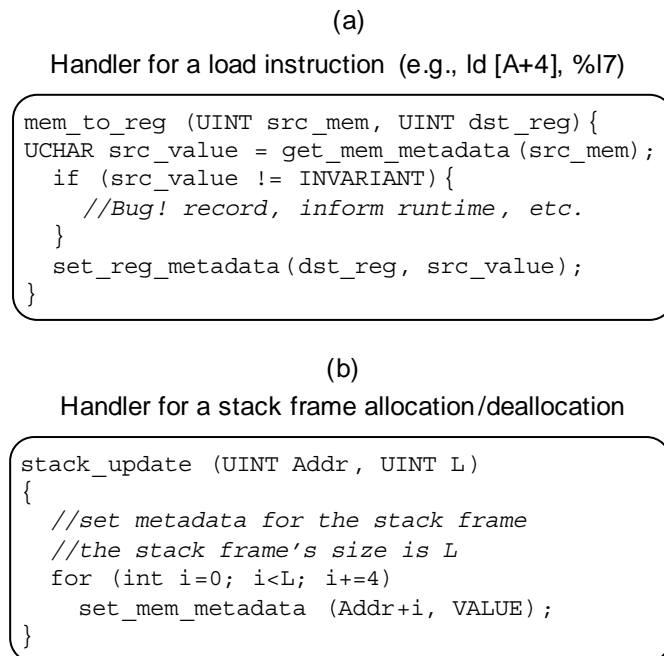 (a)
Handler for a load instruction (e.g., ld [A+4], %l7)
mem_to_reg (UINT src_mem, UINT dst_reg){
UCHAR src_value = get_mem_metadata(src_mem);
if (src_value != INVARIANT){
//Bug! record, inform runtime, etc.
}
set_reg_metadata(dst_reg, src_value);
}
(b)
Handler for a stack frame allocation/deallocation
stack_update (UINT Addr, UINT L)
{
//set metadata for the stack frame
//the stack frame's size is L
for (int i=0; i<L; i+=4)
set_mem_metadata (Addr+i, VALUE);
}